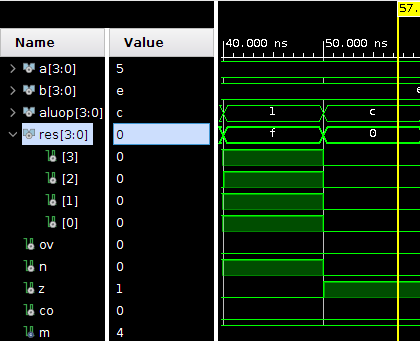 57.
Name Value
40.000 ns 50.000 ns
a[3:0] 5
b[3:0] e e
aluop[3:0] c 1 c
res[3:0] 0 f 0
[3] 0
[2] 0
[1] 0
[0] 0
ov 0
n 0
z 1
co 0
m 4